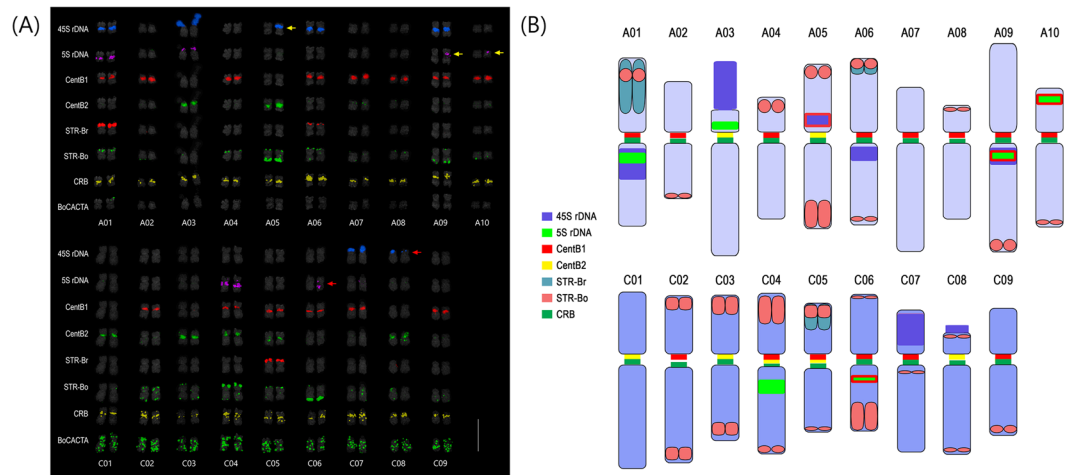 (A)
45S rDNA
5S rDNA
CentB1
CentB2
STR-Br
STR-Bo
CRB
BoCACTA
A01 A02 A03 A04 A05 A06 A07 A08 A09 A10
45S rDNA
5S rDNA
CentB1
CentB2
STR-Br
STR-Bo
CRB
BoCACTA
C01 C02 C03 C04 C05 C06 C07 C08 C09
(B)
A01 A02 A03 A04 A05 A06 A07 A08 A09 A10
45S rDNA
5S rDNA
CentB1
CentB2
STR-Br
STR-Bo
CRB
C01 C02 C03 C04 C05 C06 C07 C08 C09